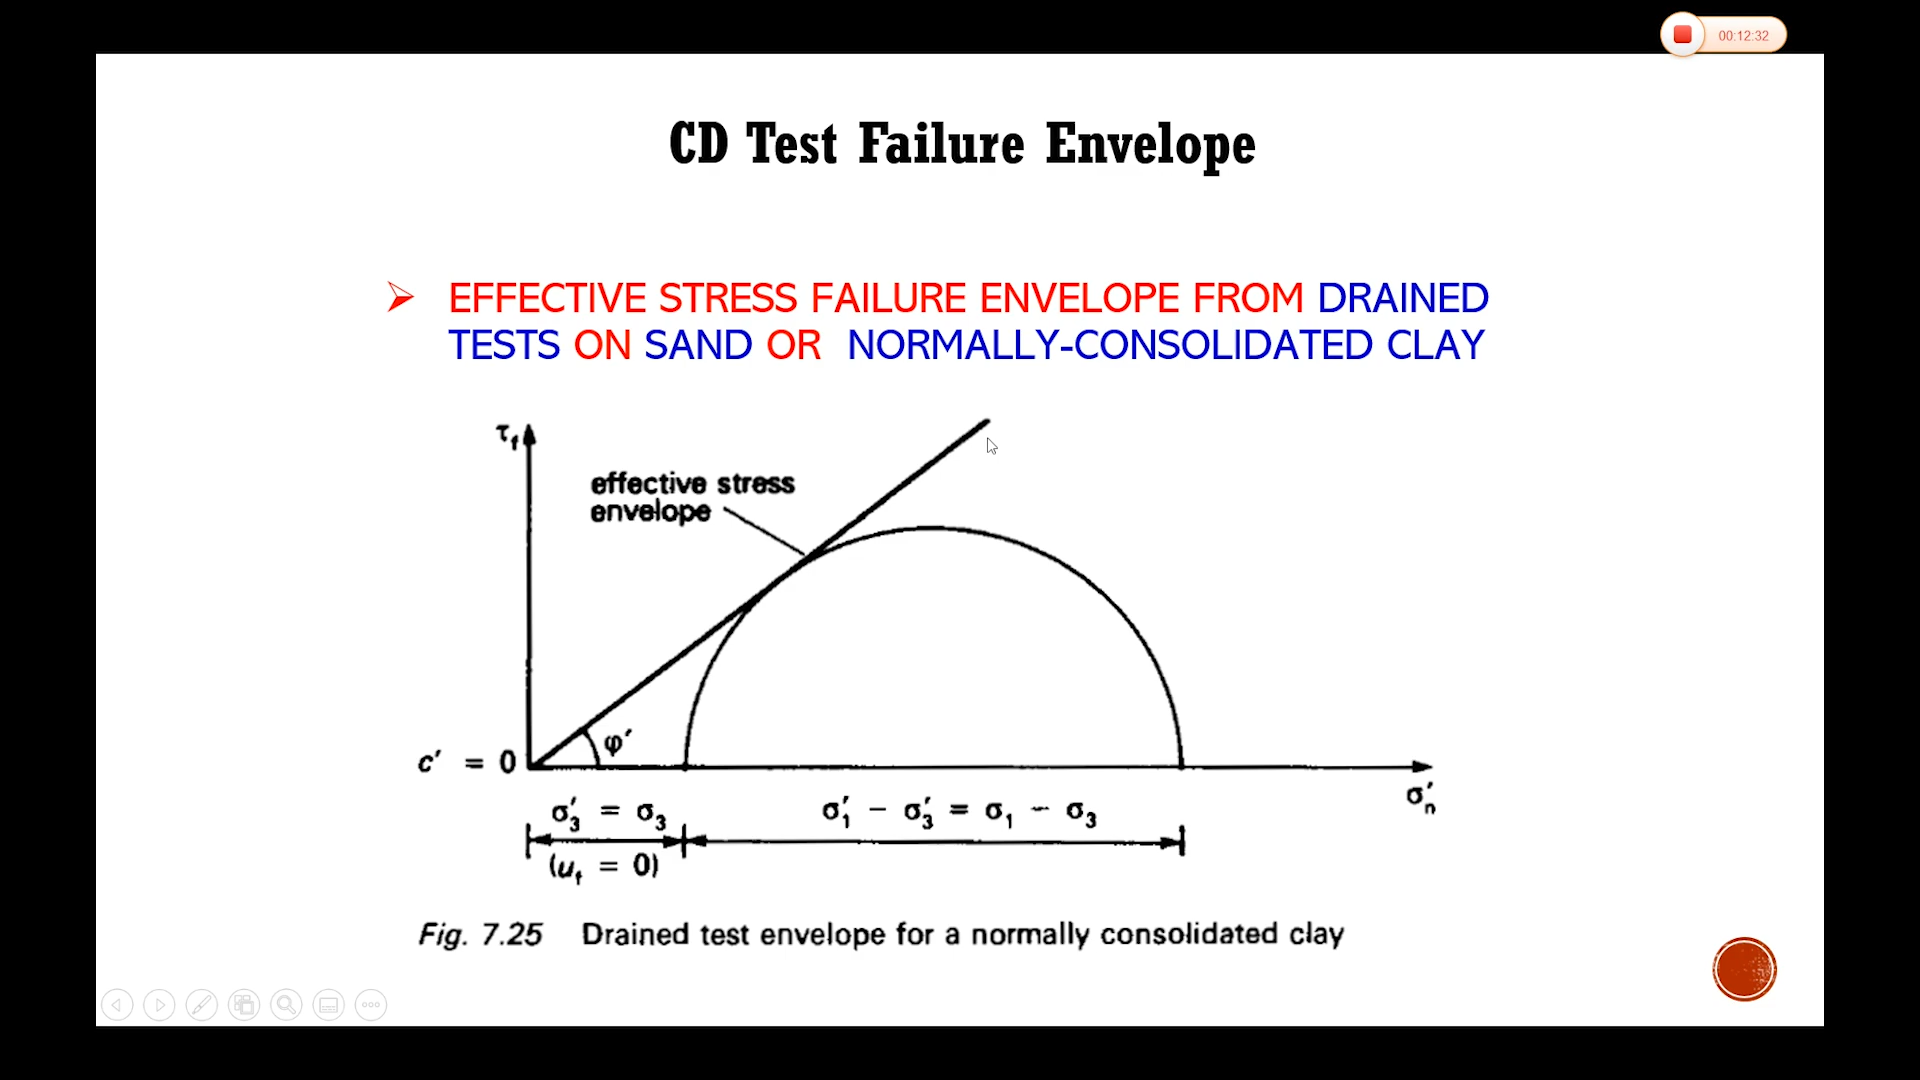 00:12:32
CD Test Failure Envelope
EFFECTIVE STRESS FAILURE ENVELOPE FROM DRAINED
TESTS ON SAND OR NORMALLY-CONSOLIDATED CLAY
τf
effective stress
envelope
φ′
c′ = 0
σ′n
σ′3 = σ3
σ′1 − σ′3 = σ1 − σ3
(uf = 0)
Fig. 7.25 Drained test envelope for a normally consolidated clay